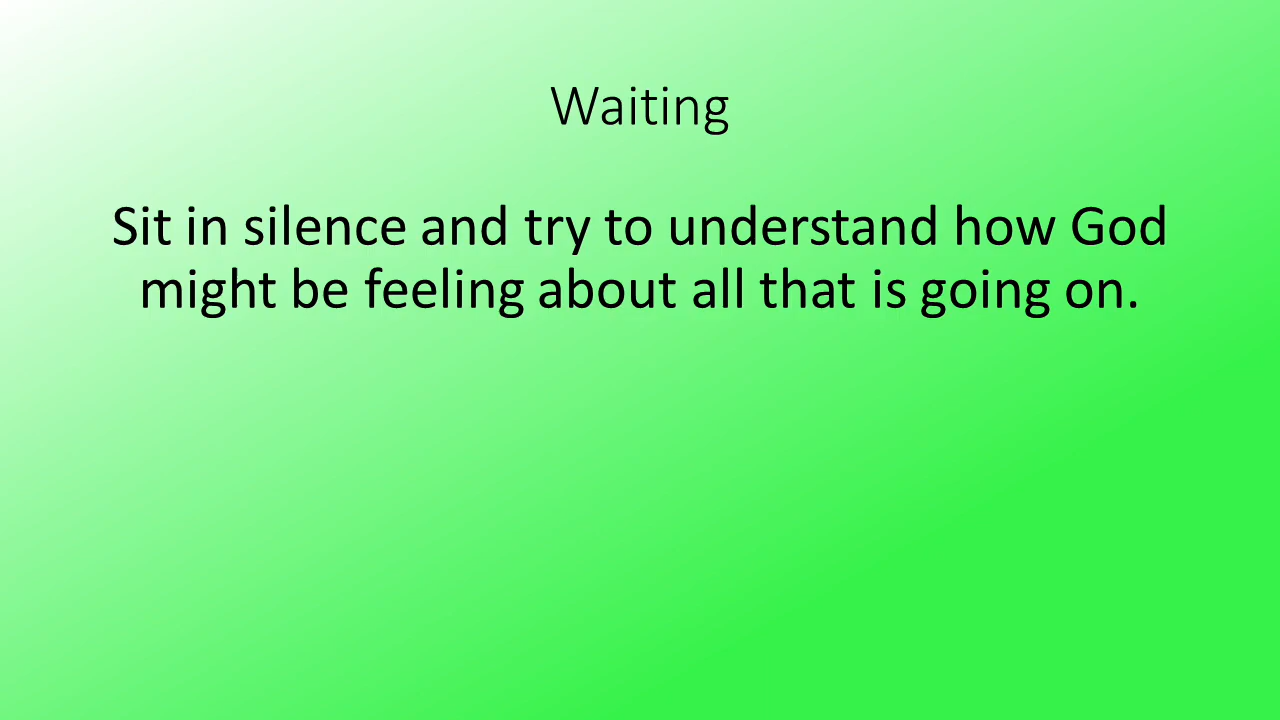 Waiting
Sit in silence and try to understand how God
might be feeling about all that is going on.